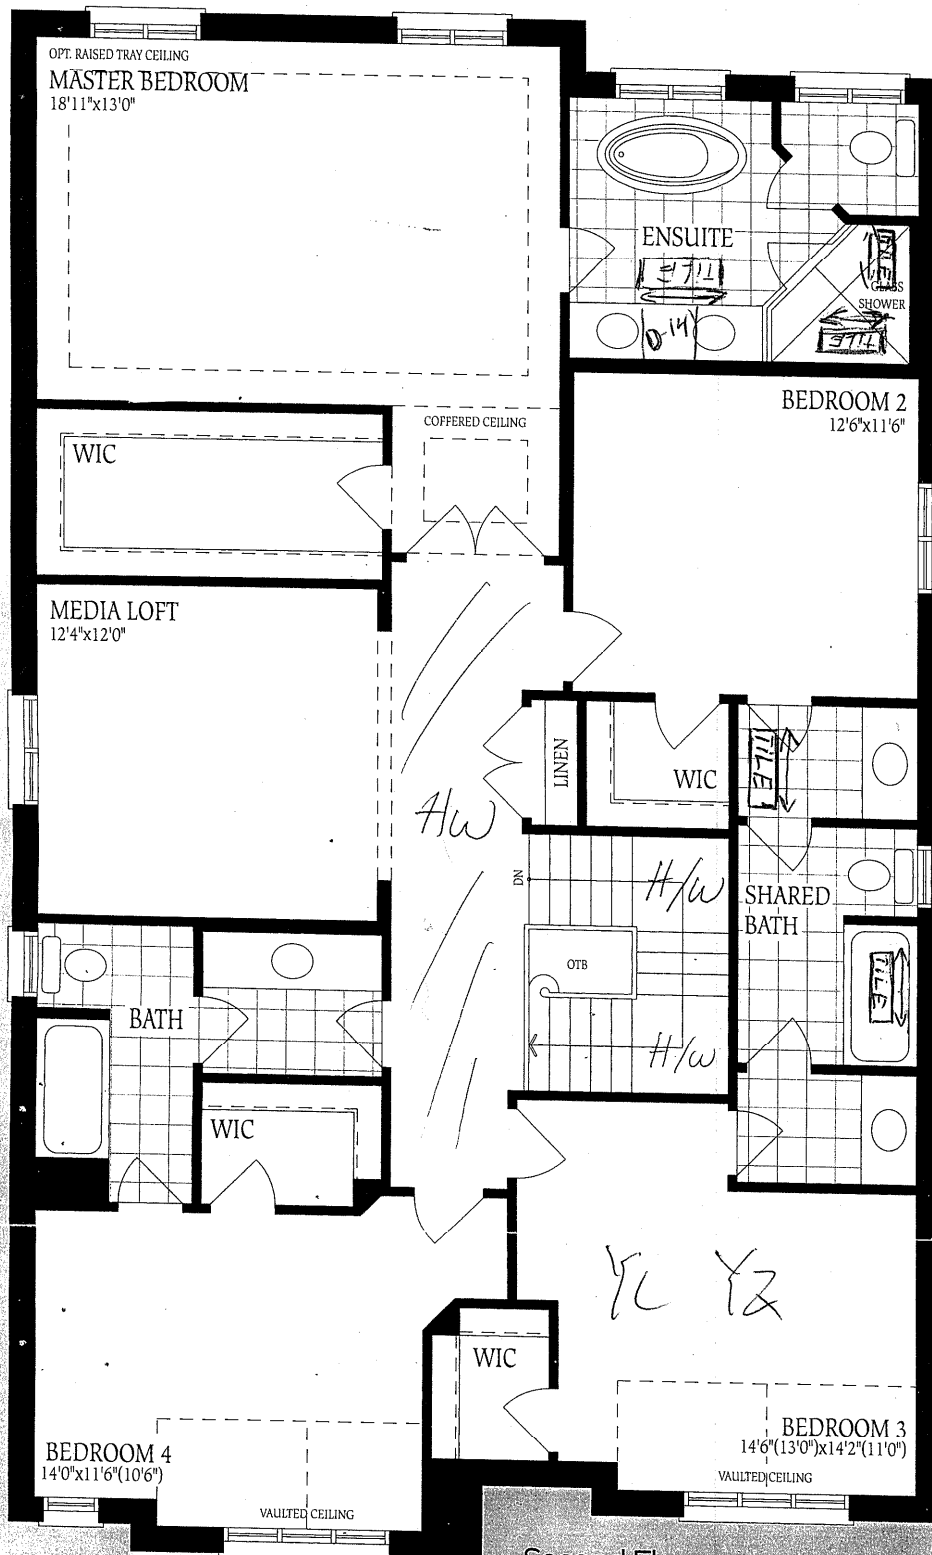 OPT. RAISED TRAY CEILING
MASTER BEDROOM
18'11"x13'0"
ENSUITE
TILE
D-14
TILE
GLASS
SHOWER
TILE
BEDROOM 2
12'6"x11'6"
COFFERED CEILING
WIC
MEDIA LOFT
12'4"x12'0"
LINEN
WIC
TILE
HW
DN
H/W
SHARED
BATH
OTB
TILE
BATH
H/W
WIC
WIC
BEDROOM 3
14'6"(13'0")x14'2"(11'0")
VAULTED CEILING
BEDROOM 4
14'0"x11'6"(10'6")
VAULTED CEILING